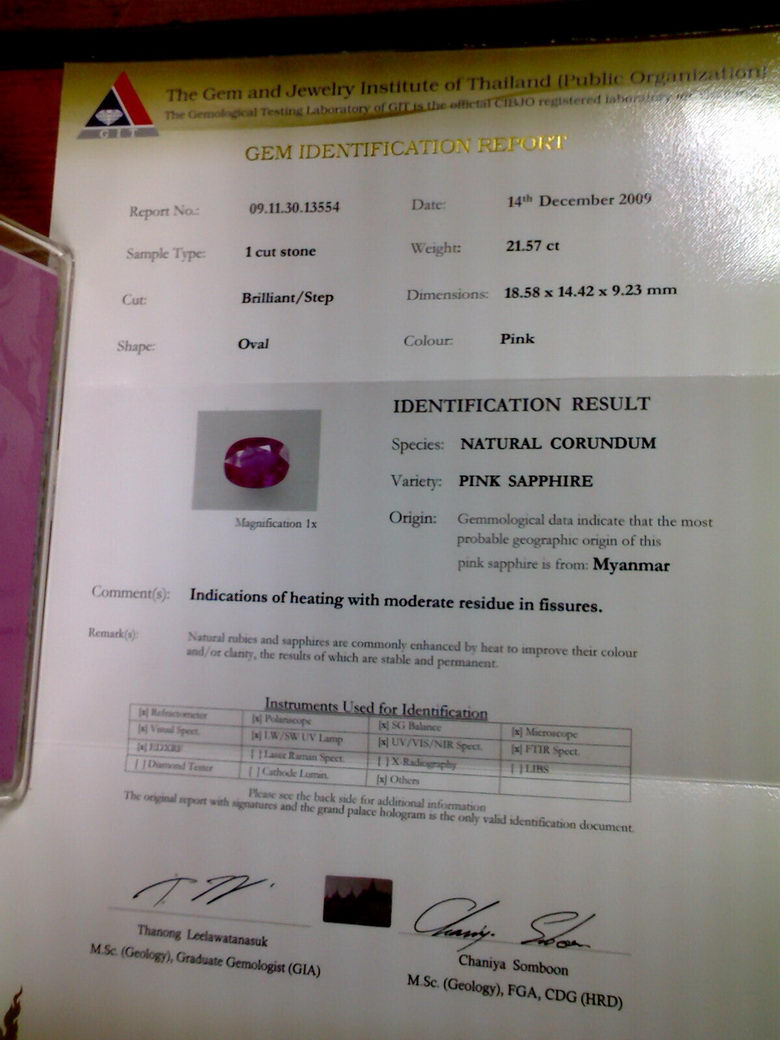 GIT
The Gem and Jewelry Institute of Thailand (Public Organization)
The Gemological Testing Laboratory of GIT is the official CIBJO registered laboratory
GEM IDENTIFICATION REPORT
Report No.: 09.11.30.13554 Date: 14th December 2009
Sample Type: 1 cut stone Weight: 21.57 ct
Cut: Brilliant/Step Dimensions: 18.58 x 14.42 x 9.23 mm
Shape: Oval Colour: Pink
IDENTIFICATION RESULT
Species: NATURAL CORUNDUM
Variety: PINK SAPPHIRE
Origin: Gemmological data indicate that the most
probable geographic origin of this
pink sapphire is from: Myanmar
Magnification 1x
Comment(s): Indications of heating with moderate residue in fissures.
Remark(s): Natural rubies and sapphires are commonly enhanced by heat to improve their colour
and/or clarity, the results of which are stable and permanent.
Instruments Used for Identification
[x] Refractometer [x] Polariscope [x] SG Balance [x] Microscope
[x] Visual Spect. [x] LW/SW UV Lamp [x] UV/VIS/NIR Spect. [x] FTIR Spect.
[x] EDXRF [ ] Laser Raman Spect. [ ] X-Radiography [ ] LIBS
[ ] Diamond Tester [ ] Cathode Lumin. [x] Others
Please see the back side for additional information
The original report with signatures and the grand palace hologram is the only valid identification document.
Thanong Leelawatanasuk
M.Sc. (Geology), Graduate Gemologist (GIA)
Chaniya Somboon
M.Sc. (Geology), FGA, CDG (HRD)